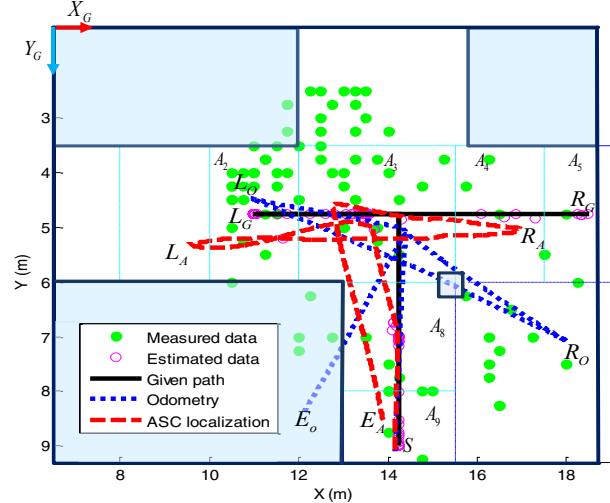 X_G
Y_G
3
4
5
6
7
8
9
Y (m)
A_2
A_3
A_4
A_5
L_O
L_G
R_G
L_A
R_A
A_8
R_O
Measured data
Estimated data
Given path
Odometry
ASC localization
E_o
E_A
A_9
S
8
10
12
14
16
18
X (m)